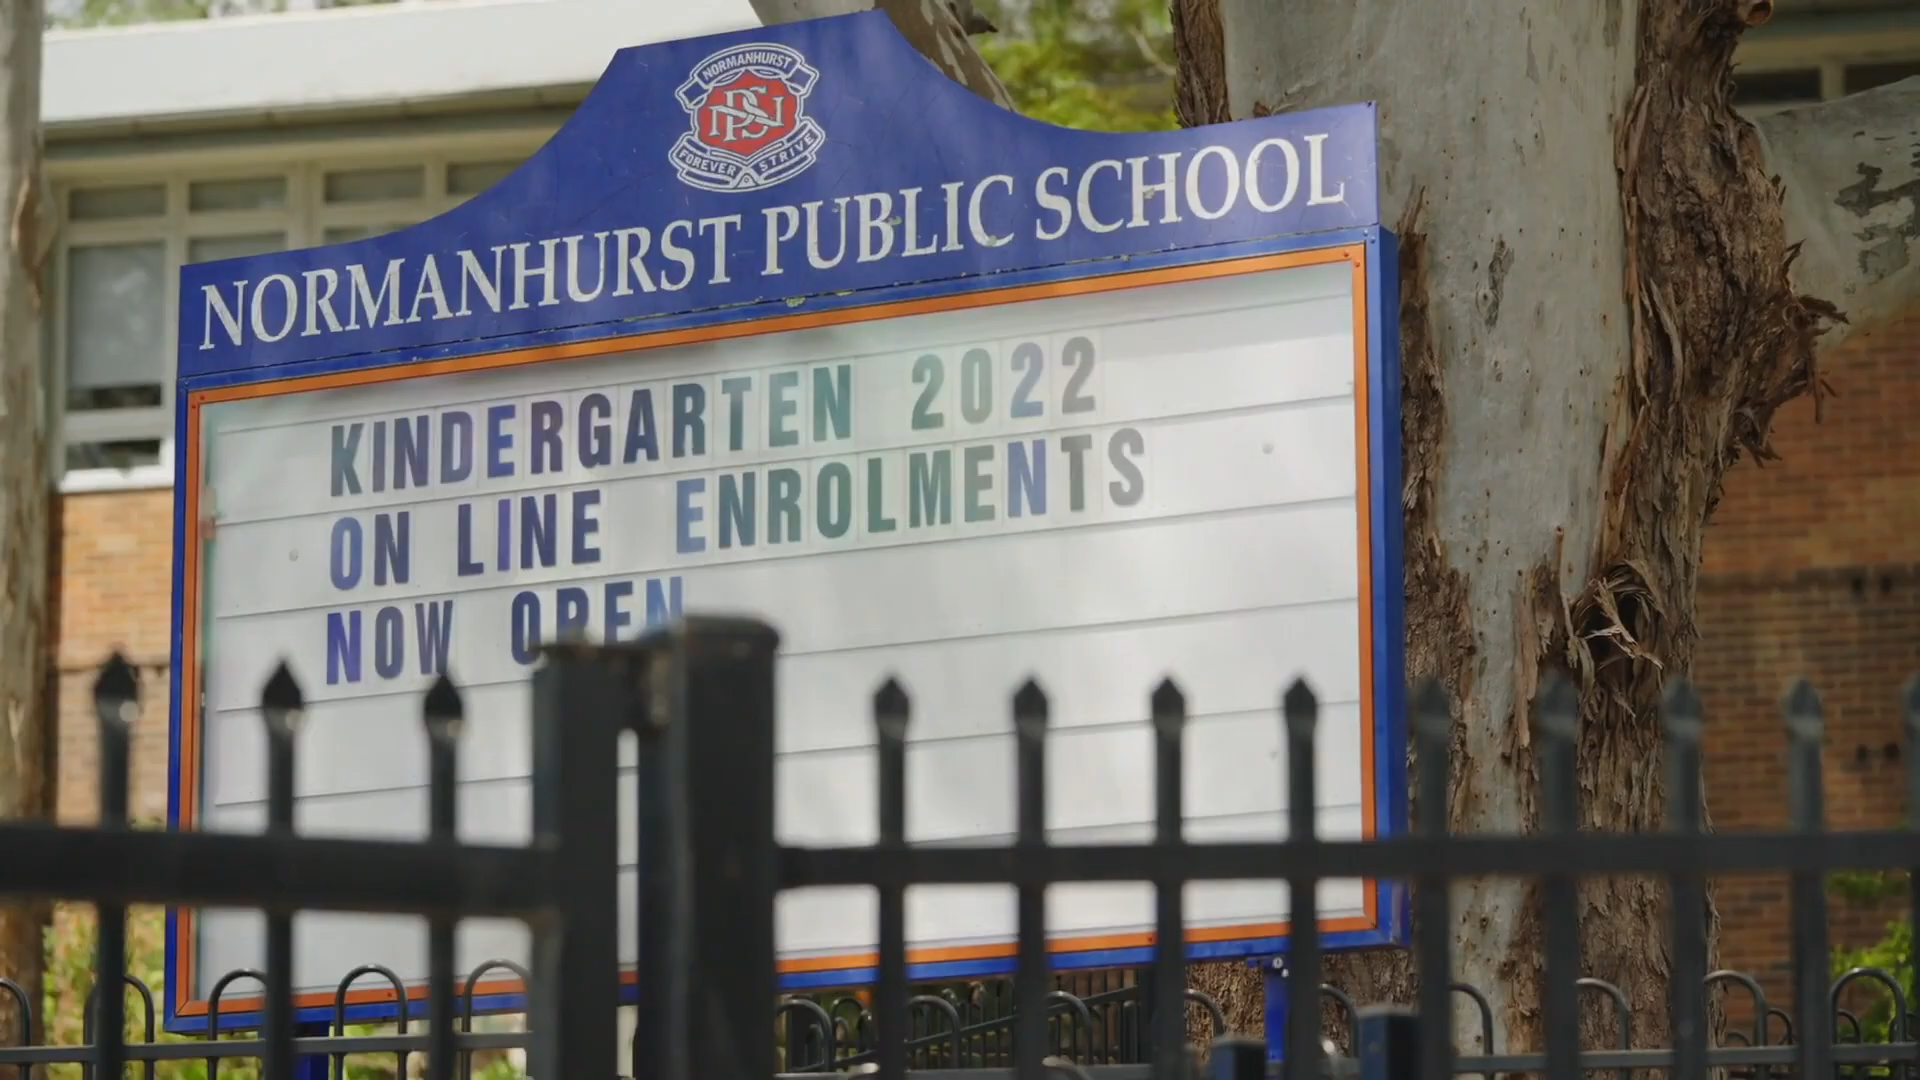 NORMANHURST
NPS
FOREVER STRIVE
NORMANHURST PUBLIC SCHOOL
KINDERGARTEN 2022
ON LINE ENROLMENTS
NOW OPEN